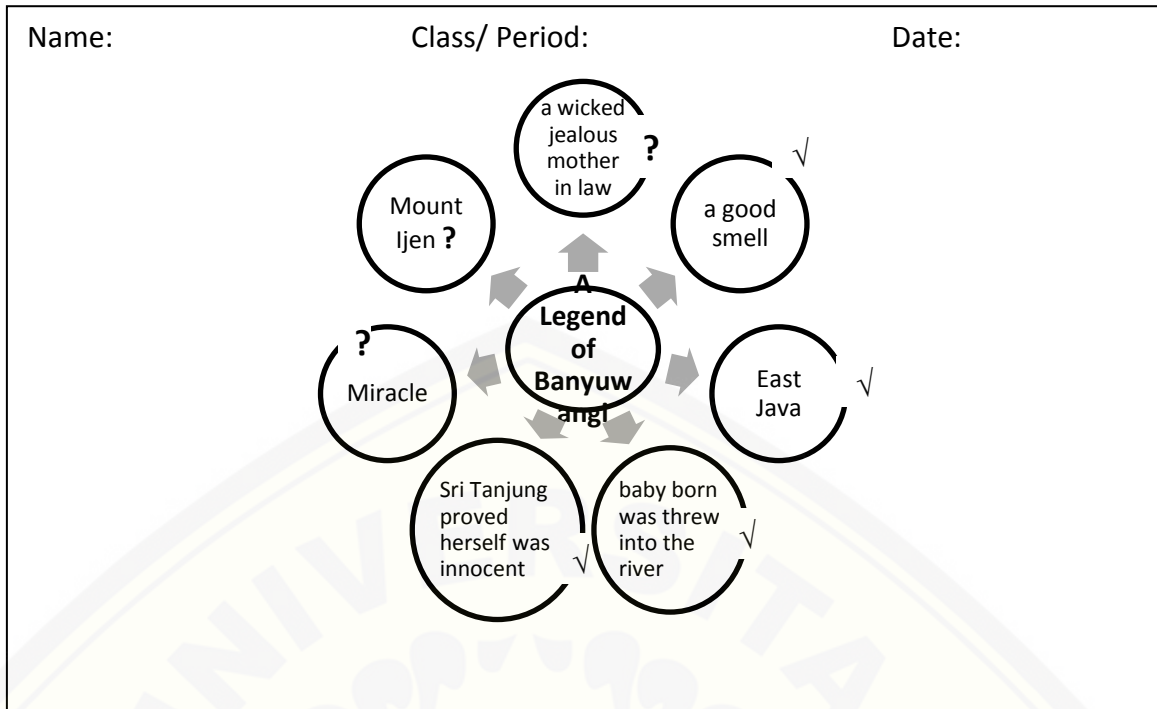 Name: Class/ Period: Date:
a wicked
jealous
mother
in law
?
√
a good
smell
East
Java
√
baby born
was threw
into the
river
√
Sri Tanjung
proved
herself was
innocent
√
?
Miracle
Mount
Ijen ?
A
Legend
of
Banyuw
angi
UNIVERSITA